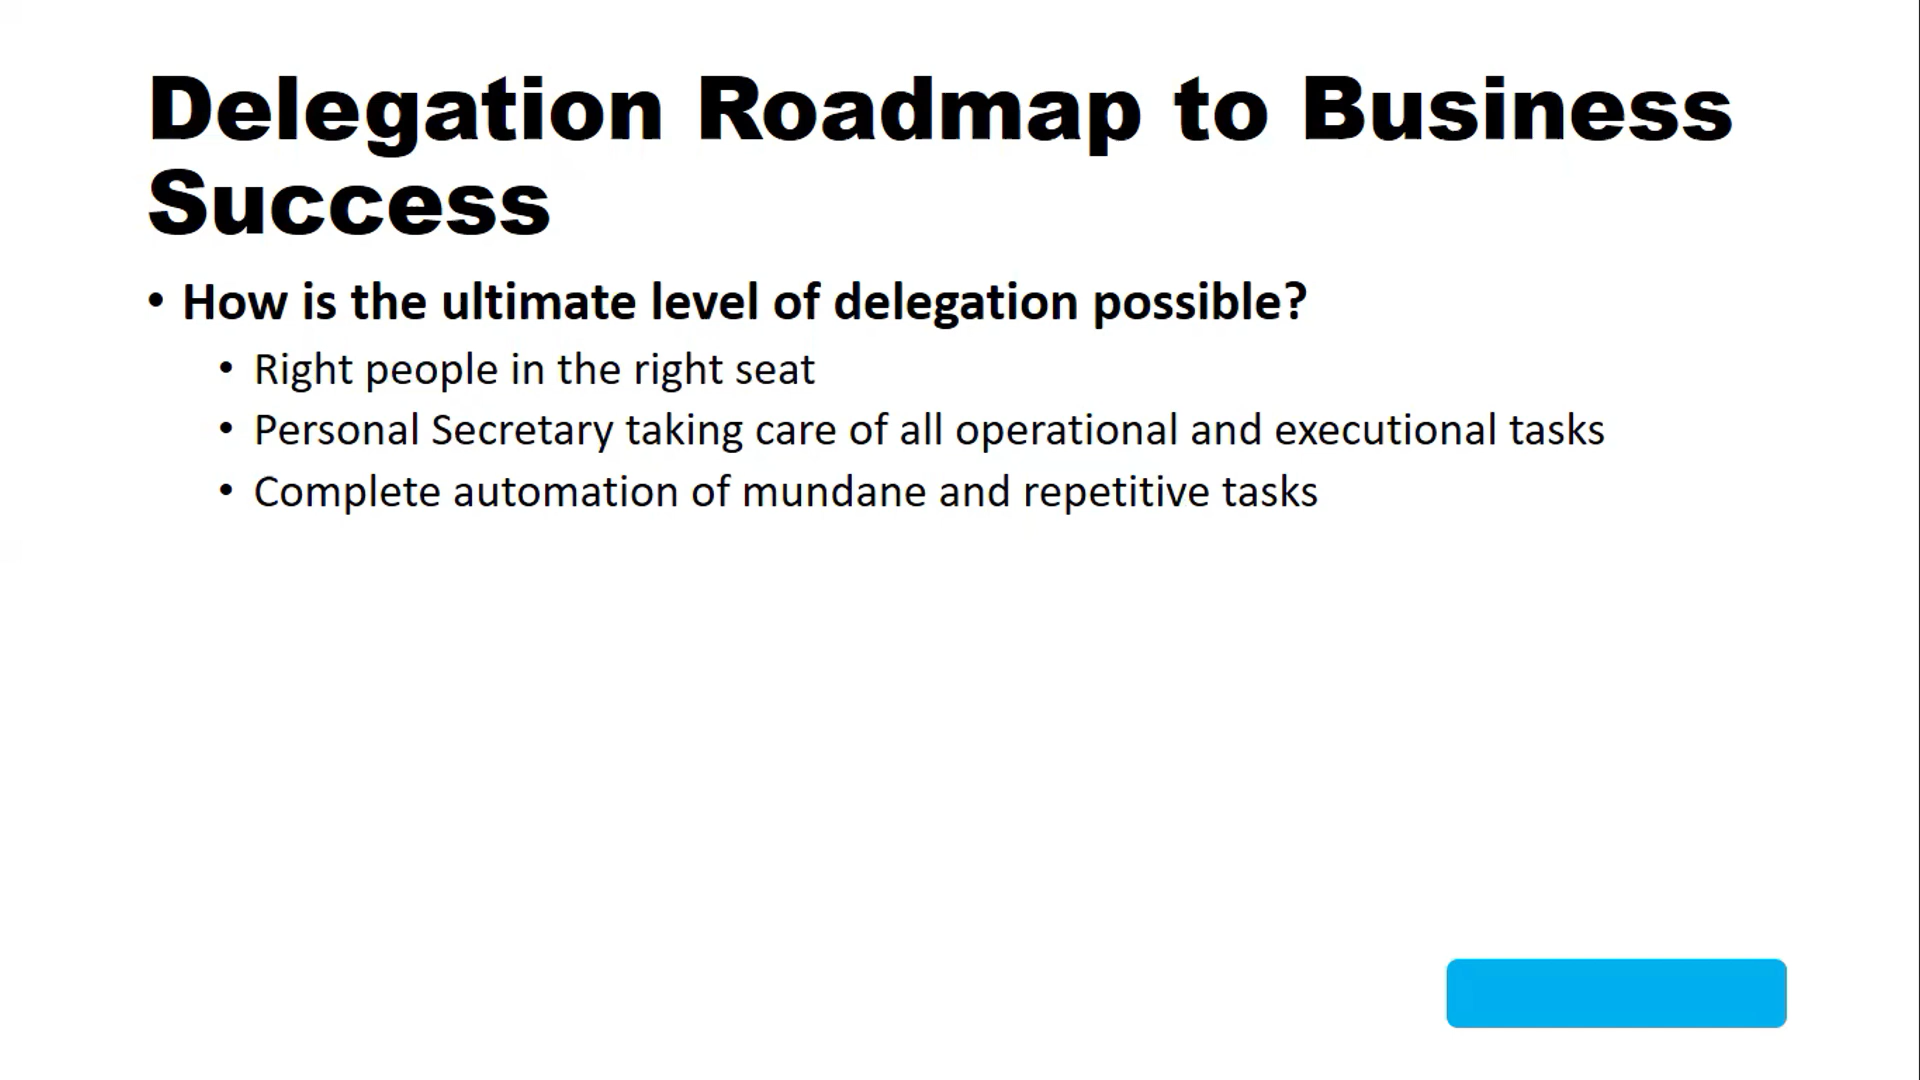 Delegation Roadmap to Business
Success
• How is the ultimate level of delegation possible?
• Right people in the right seat
• Personal Secretary taking care of all operational and executional tasks
• Complete automation of mundane and repetitive tasks